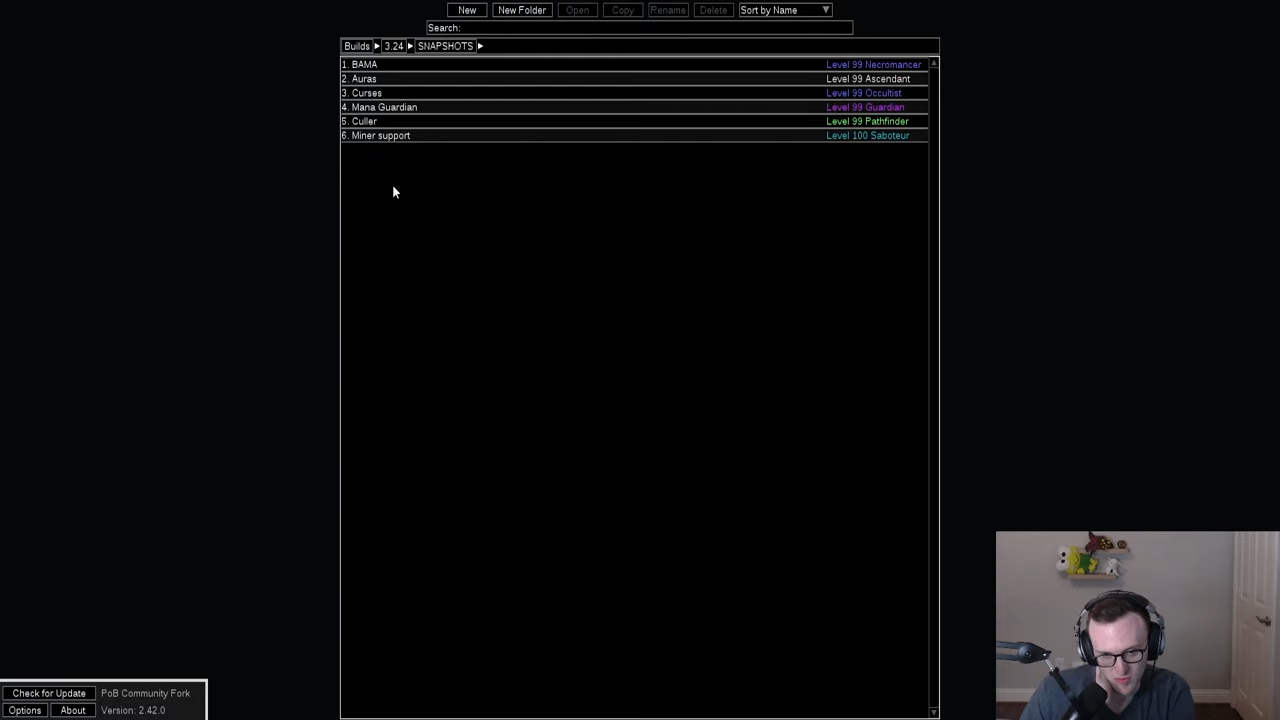 New New Folder Open Copy Rename Delete Sort by Name
Search:
Builds 3.24 SNAPSHOTS
1. BAMA Level 99 Necromancer
2. Auras Level 99 Ascendant
3. Curses Level 99 Occultist
4. Mana Guardian Level 99 Guardian
5. Culler Level 99 Pathfinder
6. Miner support Level 100 Saboteur
Check for Update PoB Community Fork
Options About Version: 2.42.0